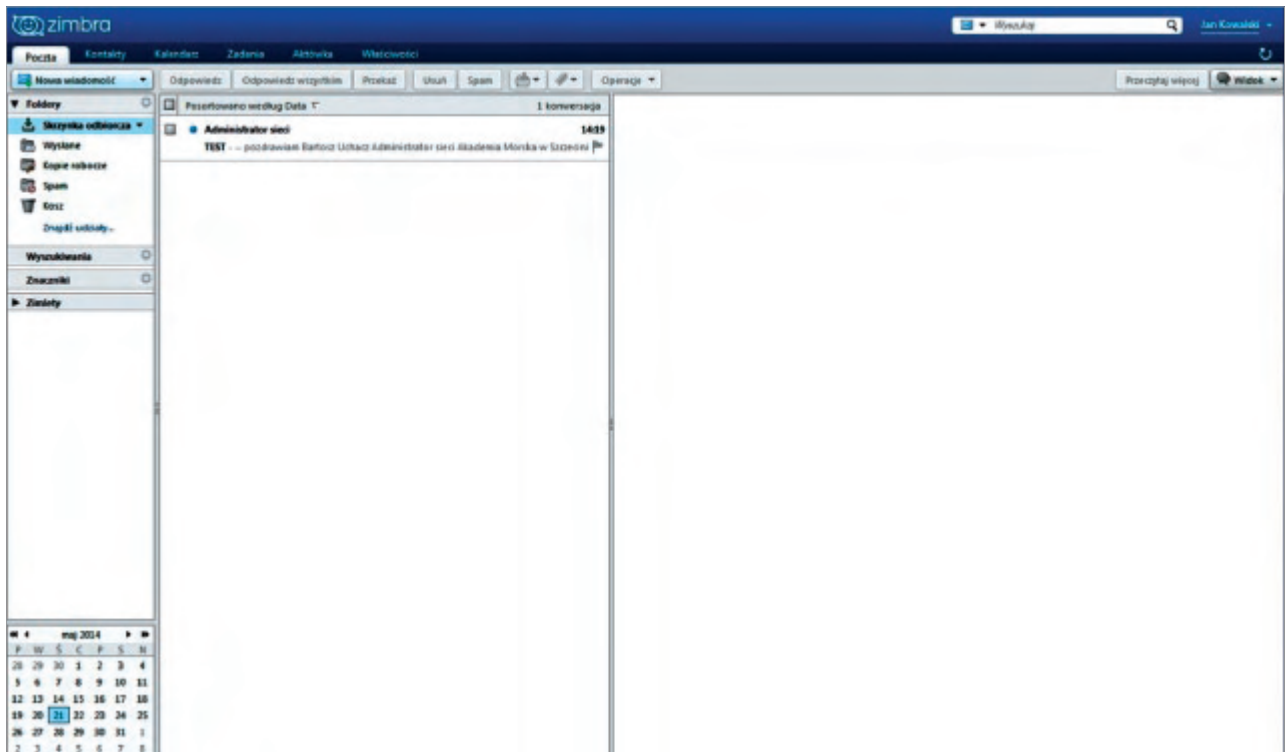 zimbra
Wyszukaj
Jan Kowalski
Poczta Kontakty Kalendarz Zadania Aktówka Właściwości
Nowa wiadomość Odpowiedz Odpowiedz wszystkim Przekaż Usuń Spam Operacje Przeczytaj więcej Widok
Foldery
Posortowano według Data 1 konwersacja
Skrzynka odbiorcza
Administrator sieci 14:19
Wysłane
TEST - -- pozdrawiam Bartosz Uchacz Administrator sieci Akademia Morska w Szczecini
Kopie robocze
Spam
Kosz
Znajdź udziały...
Wyszukiwania
Znaczniki
Zimlety
maj 2014
P W Ś C P S N
28 29 30 1 2 3 4
5 6 7 8 9 10 11
12 13 14 15 16 17 18
19 20 21 22 23 24 25
26 27 28 29 30 31 1
2 3 4 5 6 7 8